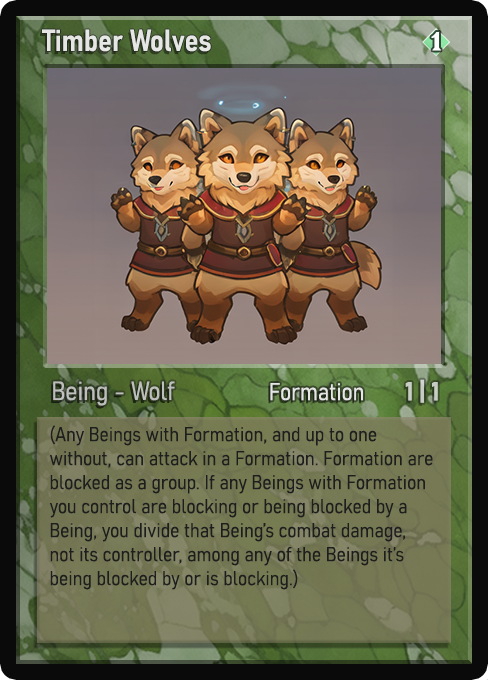 Timber Wolves 1
Being - Wolf Formation 1|1
(Any Beings with Formation, and up to one
without, can attack in a Formation. Formation are
blocked as a group. If any Beings with Formation
you control are blocking or being blocked by a
Being, you divide that Being's combat damage,
not its controller, among any of the Beings it's
being blocked by or is blocking.)